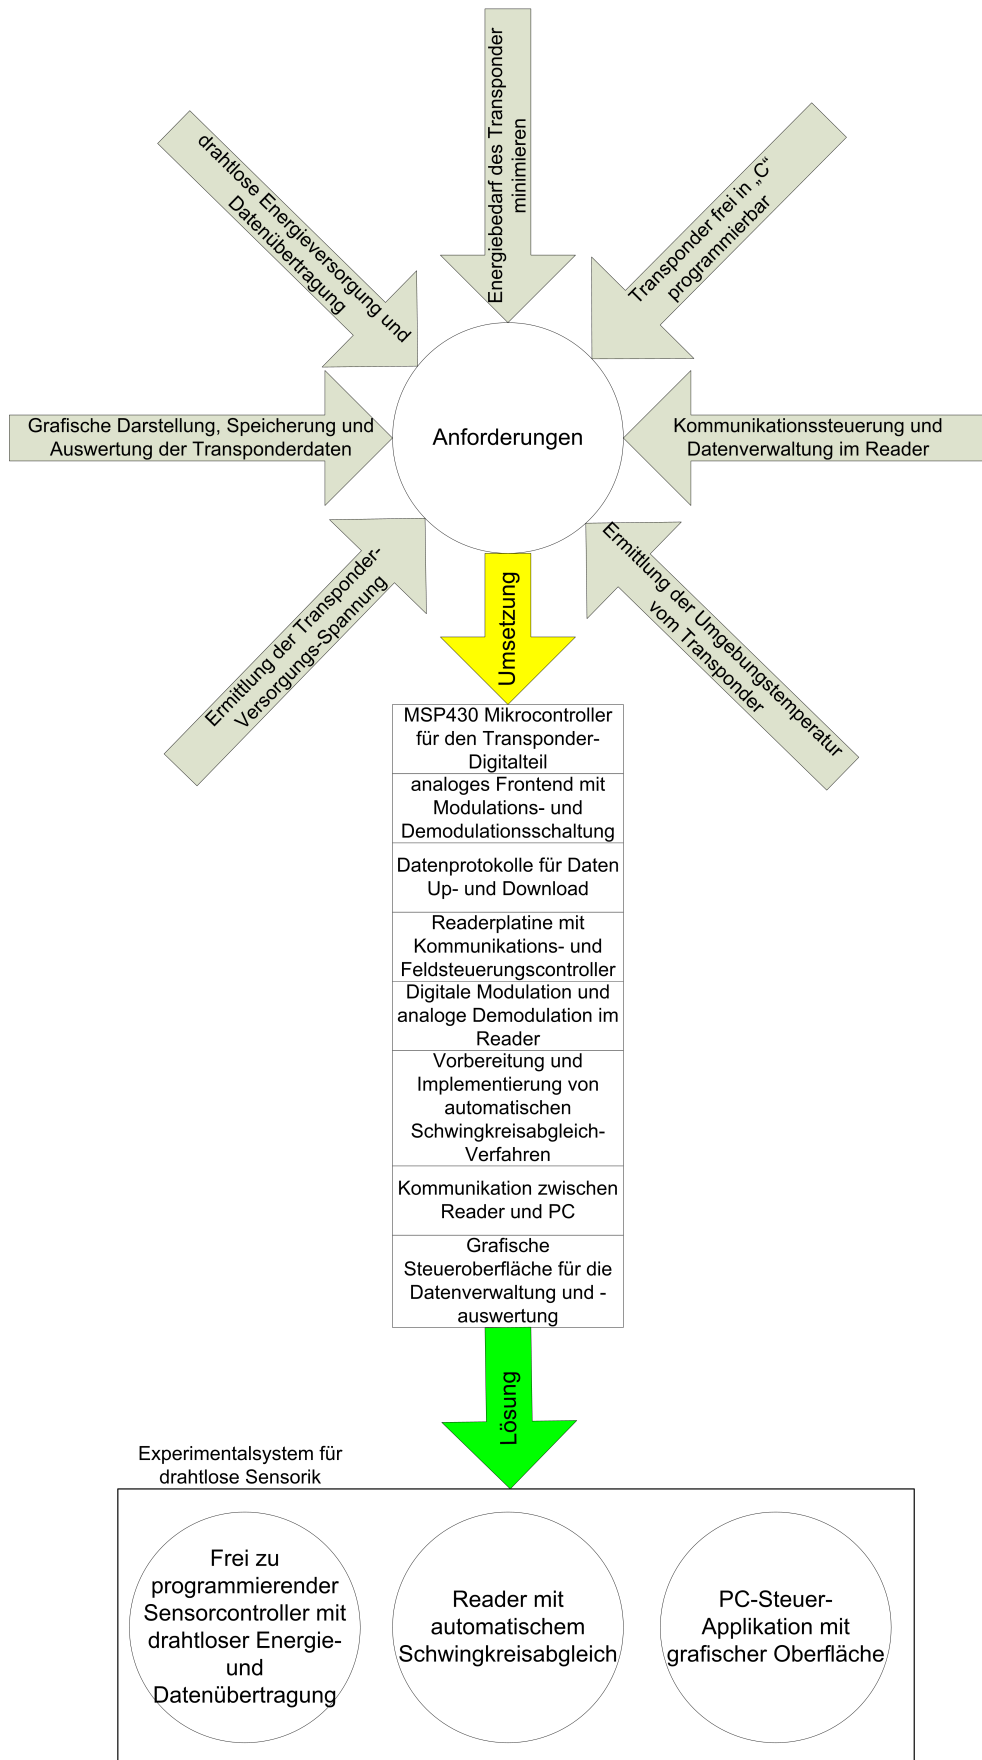 Energiebedarf des Transponder
minimieren
drahtlose Energieversorgung und
Datenübertragung
Transponder frei in „C“
programmierbar
Grafische Darstellung, Speicherung und
Auswertung der Transponderdaten
Anforderungen
Kommunikationssteuerung und
Datenverwaltung im Reader
Ermittlung der Transponder-
Versorgungs-Spannung
Ermittlung der Umgebungstemperatur
vom Transponder
Umsetzung
MSP430 Mikrocontroller
für den Transponder-
Digitalteil
analoges Frontend mit
Modulations- und
Demodulationsschaltung
Datenprotokolle für Daten
Up- und Download
Readerplatine mit
Kommunikations- und
Feldsteuerungscontroller
Digitale Modulation und
analoge Demodulation im
Reader
Vorbereitung und
Implementierung von
automatischen
Schwingkreisabgleich-
Verfahren
Kommunikation zwischen
Reader und PC
Grafische
Steueroberfläche für die
Datenverwaltung und -
auswertung
Lösung
Experimentalsystem für
drahtlose Sensorik
Frei zu
programmierender
Sensorcontroller mit
drahtloser Energie-
und
Datenübertragung
Reader mit
automatischem
Schwingkreisabgleich
PC-Steuer-
Applikation mit
grafischer Oberfläche